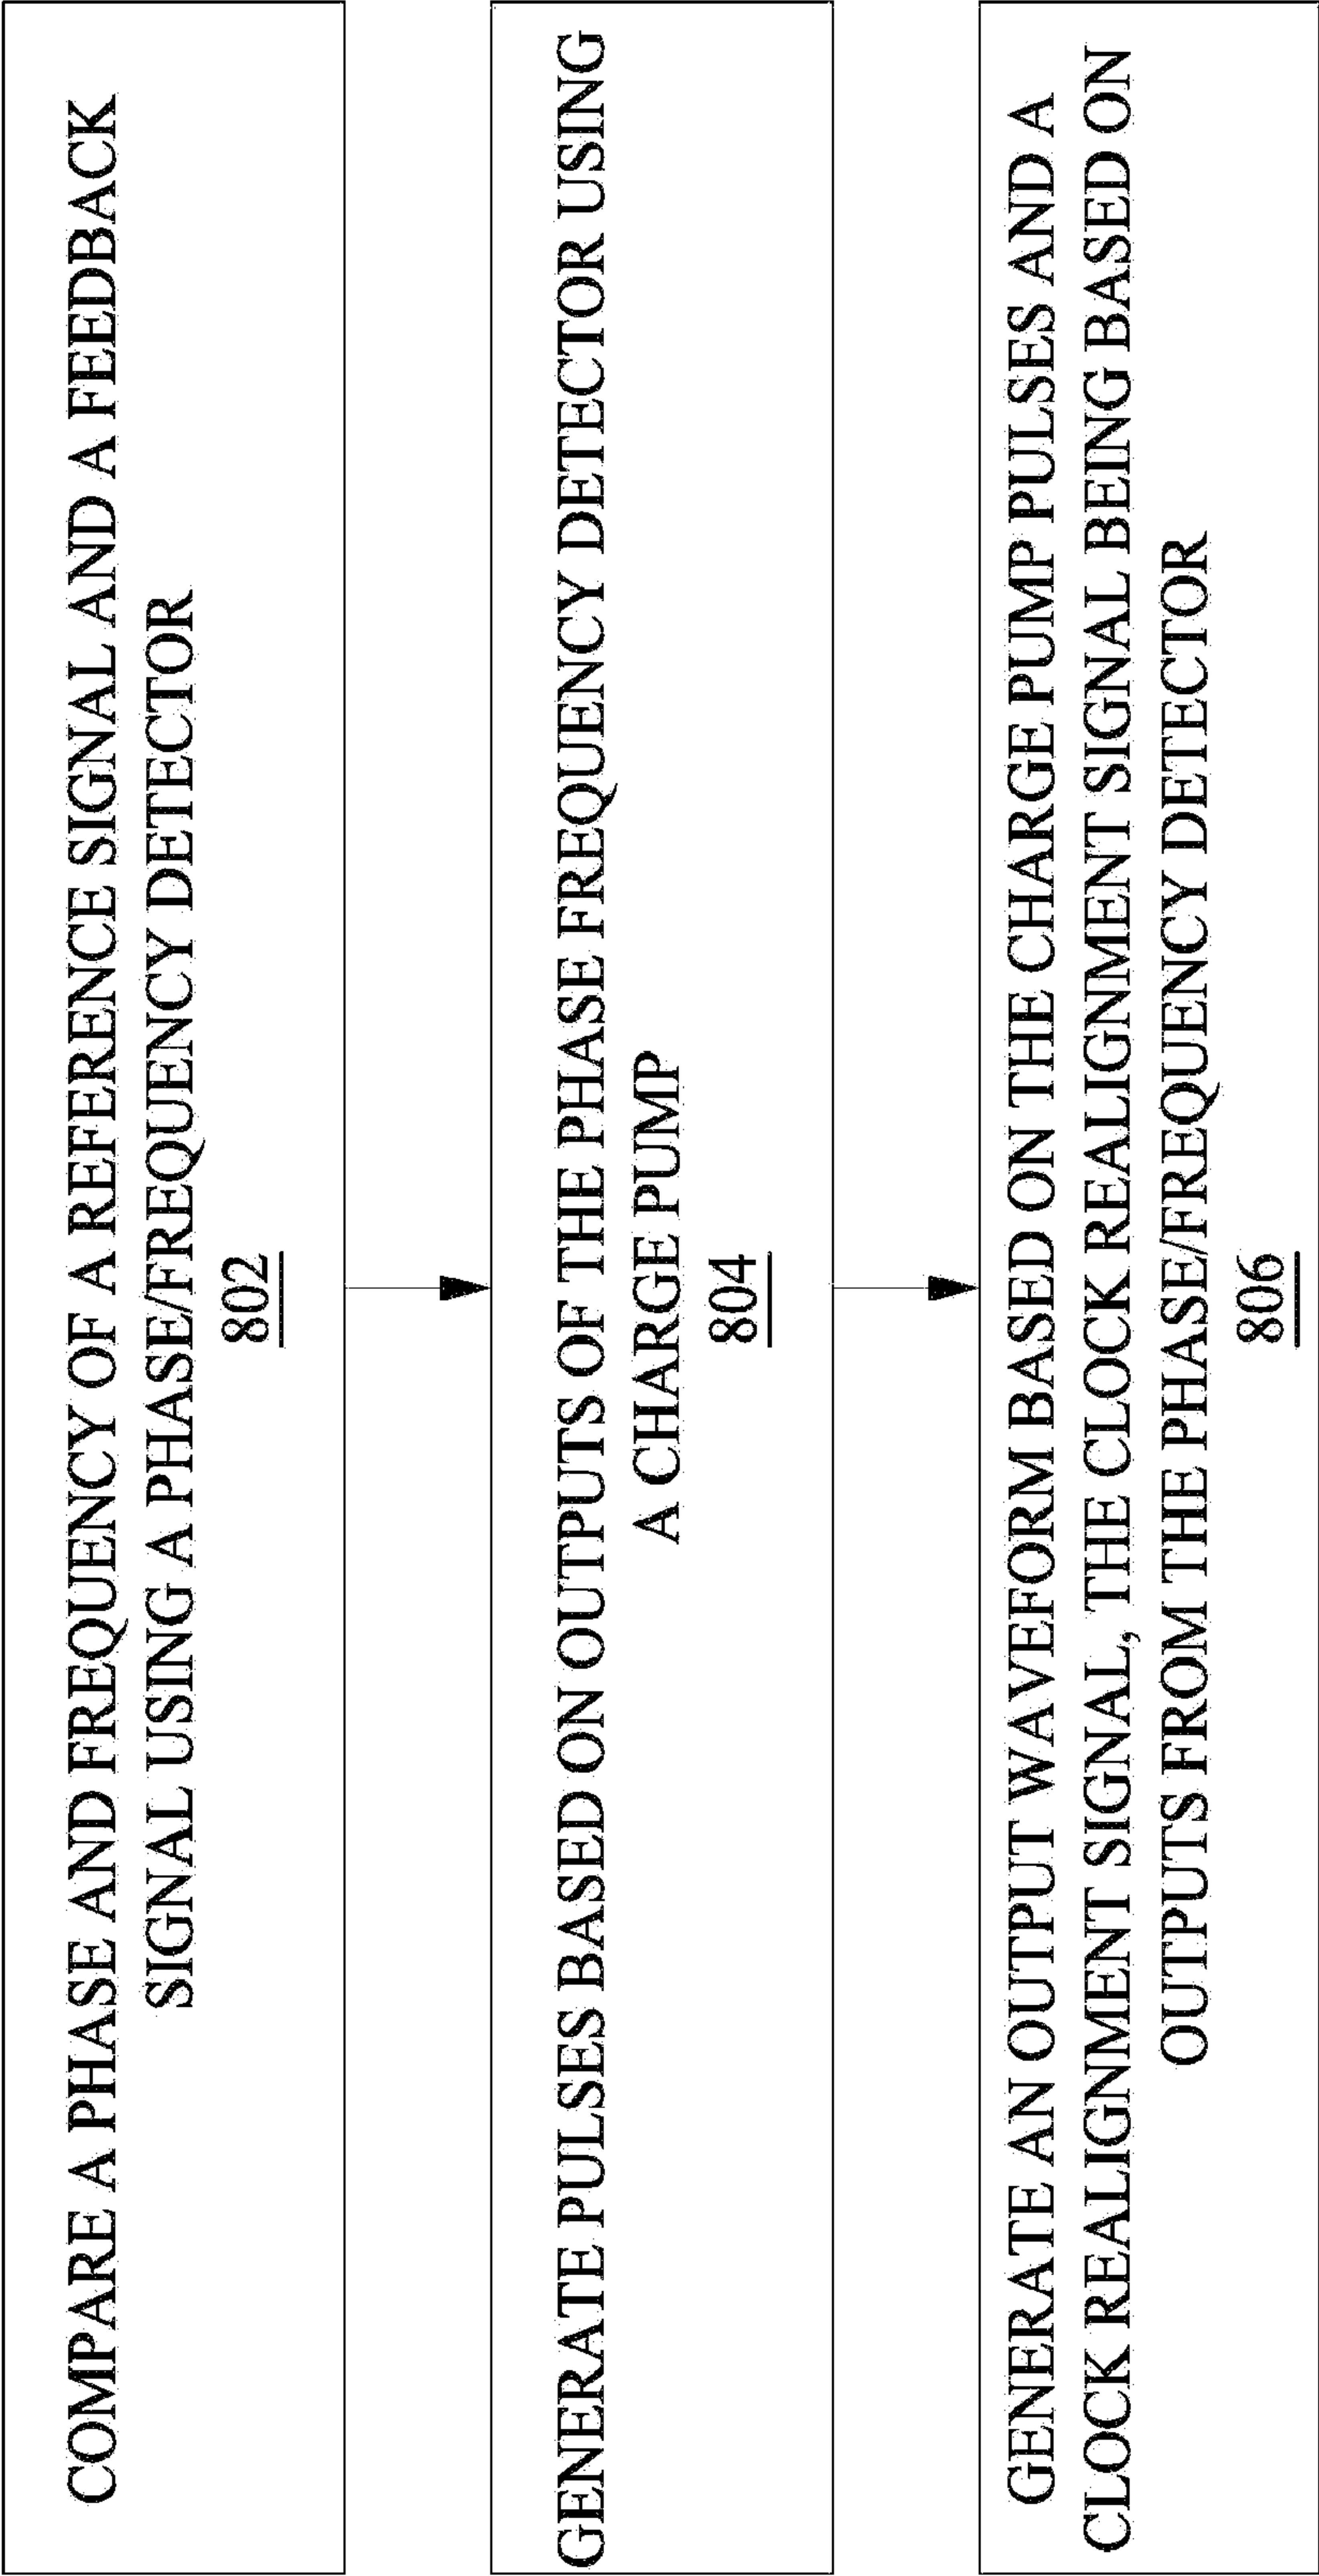 COMPARE A PHASE AND FREQUENCY OF A REFERENCE SIGNAL AND A FEEDBACK
SIGNAL USING A PHASE/FREQUENCY DETECTOR
802
GENERATE PULSES BASED ON OUTPUTS OF THE PHASE FREQUENCY DETECTOR USING
A CHARGE PUMP
804
GENERATE AN OUTPUT WAVEFORM BASED ON THE CHARGE PUMP PULSES AND A
CLOCK REALIGNMENT SIGNAL, THE CLOCK REALIGNMENT SIGNAL BEING BASED ON
OUTPUTS FROM THE PHASE/FREQUENCY DETECTOR
806